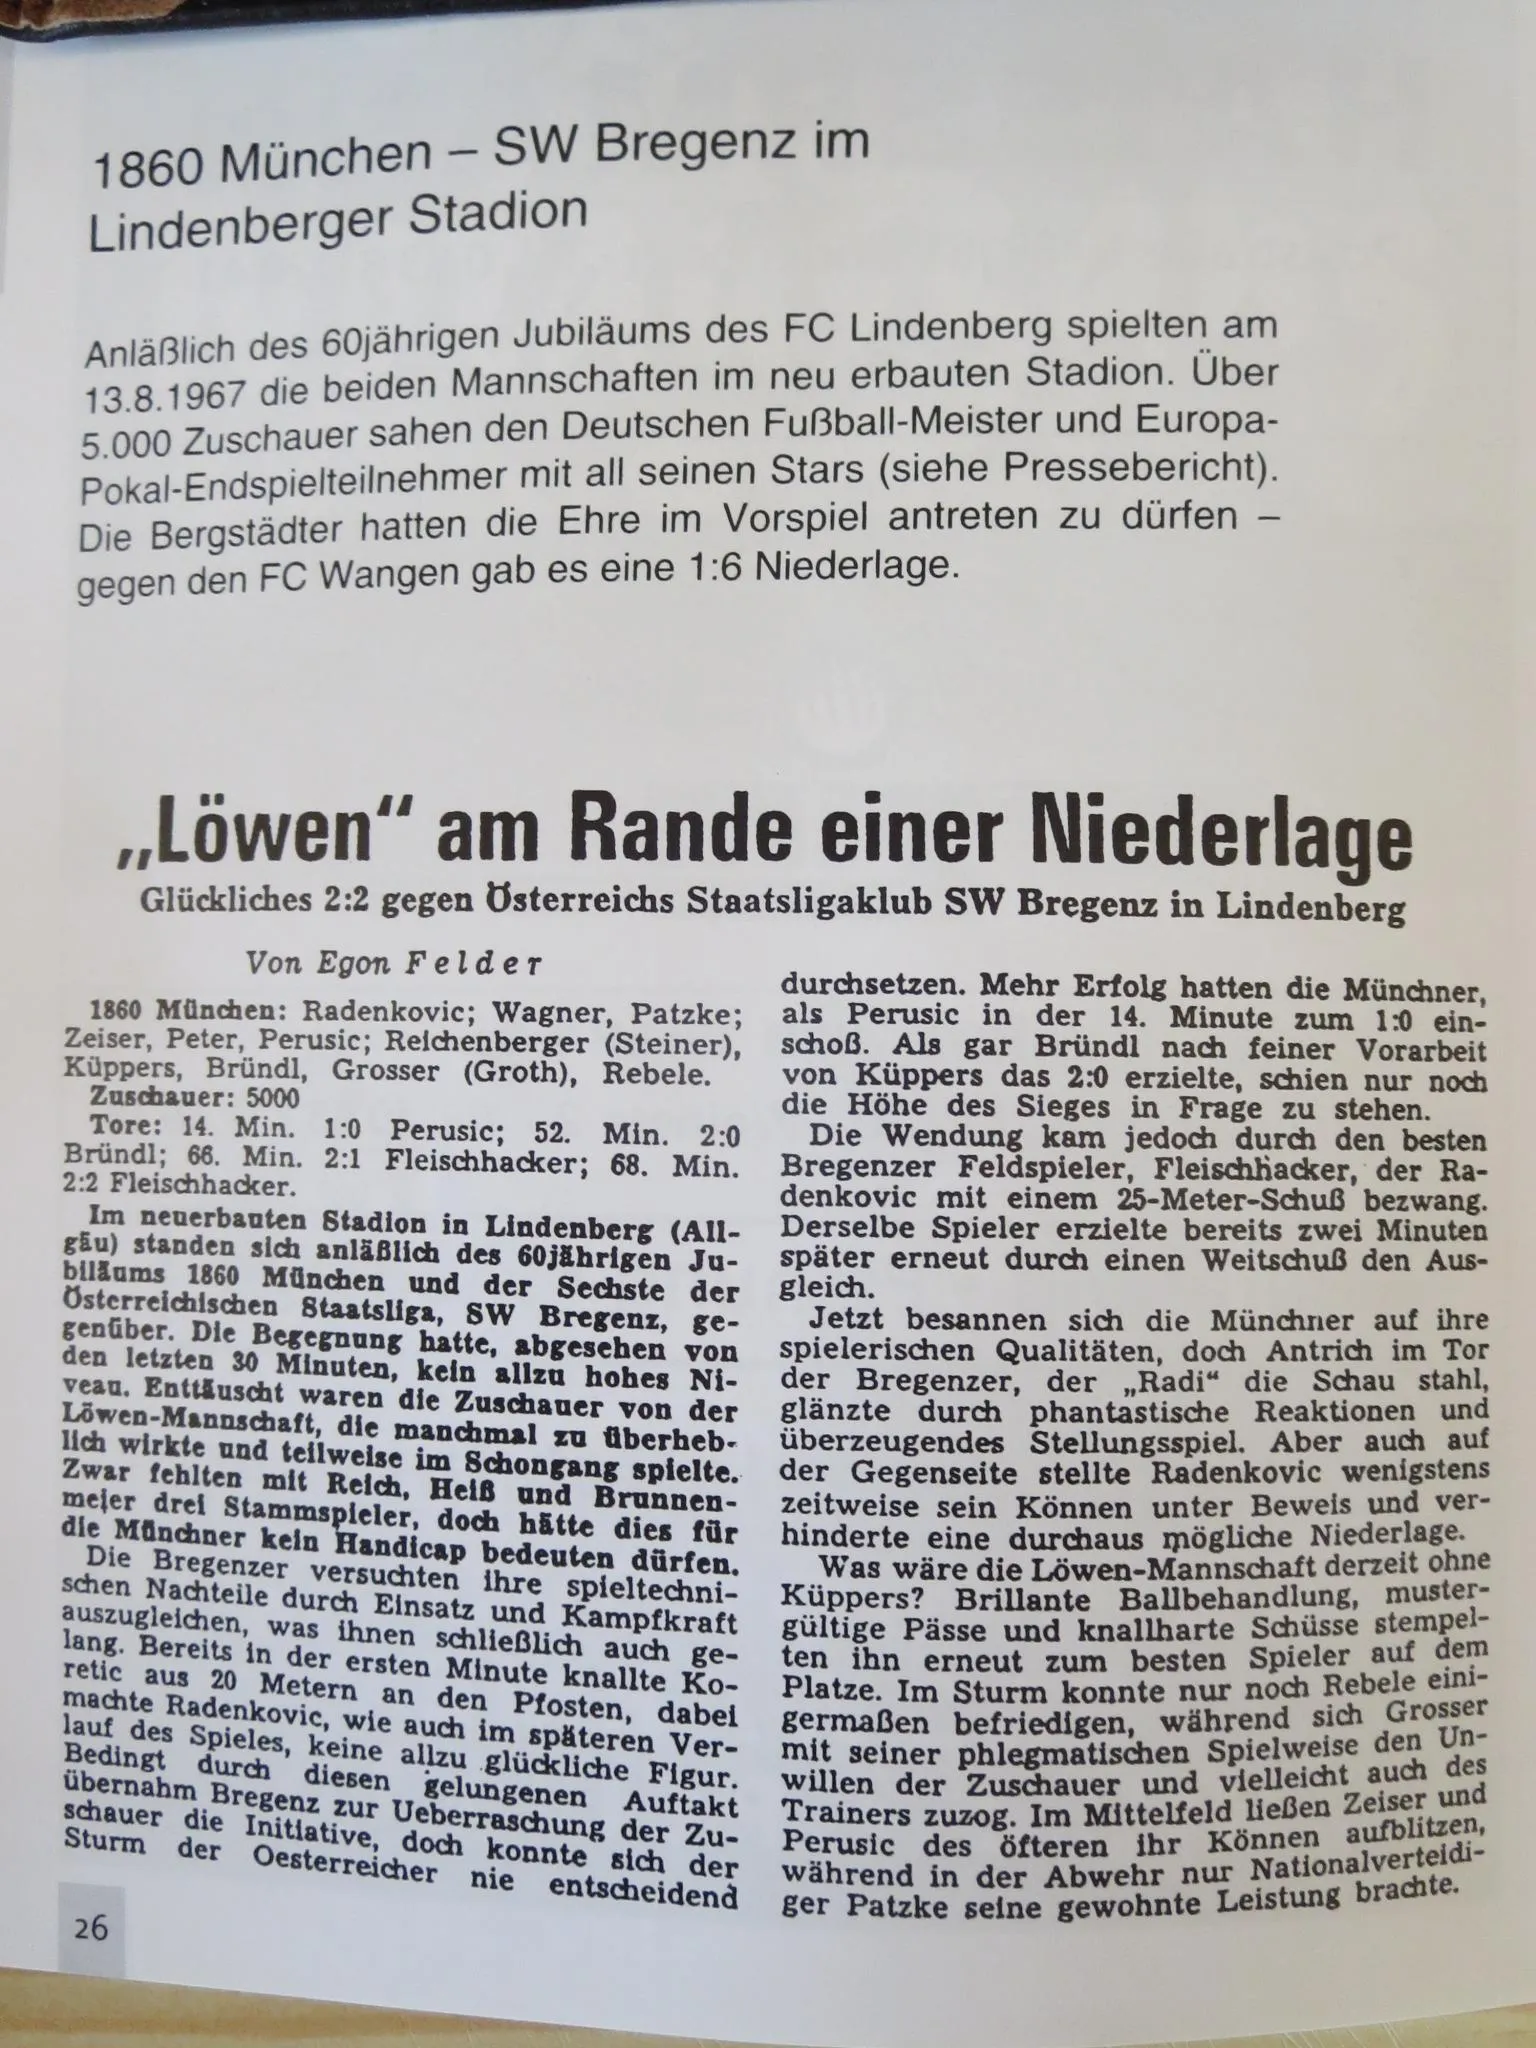 1860 München – SW Bregenz im
Lindenberger Stadion
Anläßlich des 60jährigen Jubiläums des FC Lindenberg spielten am
13.8.1967 die beiden Mannschaften im neu erbauten Stadion. Über
5.000 Zuschauer sahen den Deutschen Fußball-Meister und Europa-
Pokal-Endspielteilnehmer mit all seinen Stars (siehe Pressebericht).
Die Bergstädter hatten die Ehre im Vorspiel antreten zu dürfen –
gegen den FC Wangen gab es eine 1:6 Niederlage.
„Löwen“ am Rande einer Niederlage
Glückliches 2:2 gegen Österreichs Staatsligaklub SW Bregenz in Lindenberg
Von Egon Felder
1860 München: Radenkovic; Wagner, Patzke;
Zeiser, Peter, Perusic; Reichenberger (Steiner),
Küppers, Bründl, Grosser (Groth), Rebele.
Zuschauer: 5000
Tore: 14. Min. 1:0 Perusic; 52. Min. 2:0
Bründl; 66. Min. 2:1 Fleischhacker; 68. Min.
2:2 Fleischhacker.
Im neuerbauten Stadion in Lindenberg (All-
gäu) standen sich anläßlich des 60jährigen Ju-
biläums 1860 München und der Sechste der
Österreichischen Staatsliga, SW Bregenz, ge-
genüber. Die Begegnung hatte, abgesehen von
den letzten 30 Minuten, kein allzu hohes Ni-
veau. Enttäuscht waren die Zuschauer von der
Löwen-Mannschaft, die manchmal zu überheb-
lich wirkte und teilweise im Schongang spielte.
Zwar fehlten mit Reich, Heiß und Brunnen-
meier drei Stammspieler, doch hätte dies für
die Münchner kein Handicap bedeuten dürfen.
Die Bregenzer versuchten ihre spieltechni-
schen Nachteile durch Einsatz und Kampfkraft
auszugleichen, was ihnen schließlich auch ge-
lang. Bereits in der ersten Minute knallte Ko-
retic aus 20 Metern an den Pfosten, dabei
machte Radenkovic, wie auch im späteren Ver-
lauf des Spieles, keine allzu glückliche Figur.
Bedingt durch diesen gelungenen Auftakt
übernahm Bregenz zur Ueberraschung der Zu-
schauer die Initiative, doch konnte sich der
Sturm der Oesterreicher nie entscheidend
durchsetzen. Mehr Erfolg hatten die Münchner,
als Perusic in der 14. Minute zum 1:0 ein-
schoß. Als gar Bründl nach feiner Vorarbeit
von Küppers das 2:0 erzielte, schien nur noch
die Höhe des Sieges in Frage zu stehen.
Die Wendung kam jedoch durch den besten
Bregenzer Feldspieler, Fleischhacker, der Ra-
denkovic mit einem 25-Meter-Schuß bezwang.
Derselbe Spieler erzielte bereits zwei Minuten
später erneut durch einen Weitschuß den Aus-
gleich.
Jetzt besannen sich die Münchner auf ihre
spielerischen Qualitäten, doch Antrich im Tor
der Bregenzer, der „Radi“ die Schau stahl,
glänzte durch phantastische Reaktionen und
überzeugendes Stellungsspiel. Aber auch auf
der Gegenseite stellte Radenkovic wenigstens
zeitweise sein Können unter Beweis und ver-
hinderte eine durchaus mögliche Niederlage.
Was wäre die Löwen-Mannschaft derzeit ohne
Küppers? Brillante Ballbehandlung, muster-
gültige Pässe und knallharte Schüsse stempel-
ten ihn erneut zum besten Spieler auf dem
Platze. Im Sturm konnte nur noch Rebele eini-
germaßen befriedigen, während sich Grosser
mit seiner phlegmatischen Spielweise den Un-
willen der Zuschauer und vielleicht auch des
Trainers zuzog. Im Mittelfeld ließen Zeiser und
Perusic des öfteren ihr Können aufblitzen,
während in der Abwehr nur Nationalverteidi-
ger Patzke seine gewohnte Leistung brachte.
26